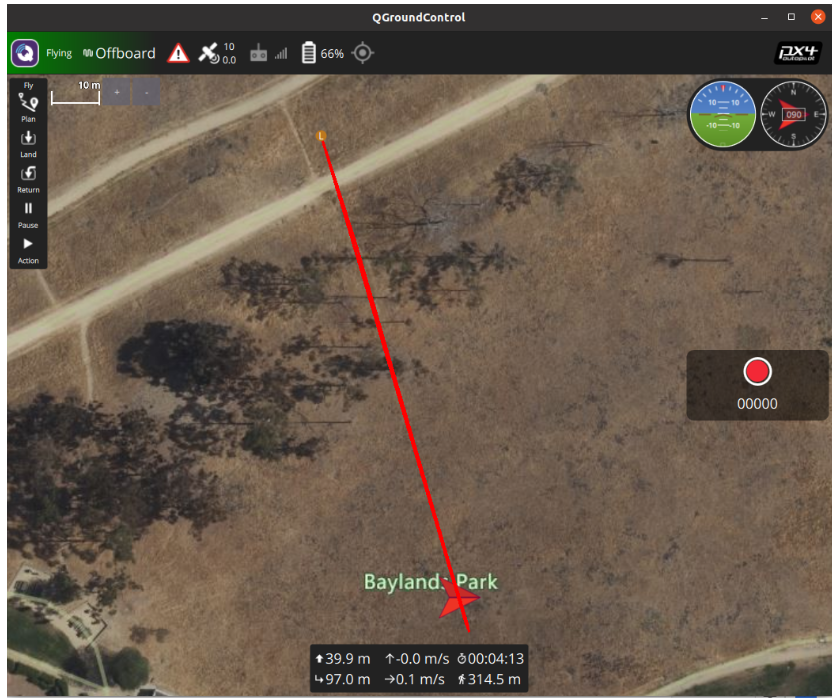 QGroundControl
Flying Offboard 10 0.0 66% PX4 autopilot
Fly
10 m + -
Plan
Land
Return
Pause
Action
N
10 10
W 090 E
-10 -10
S
L
00000
Baylands Park
39.9 m -0.0 m/s 00:04:13
97.0 m 0.1 m/s 314.5 m